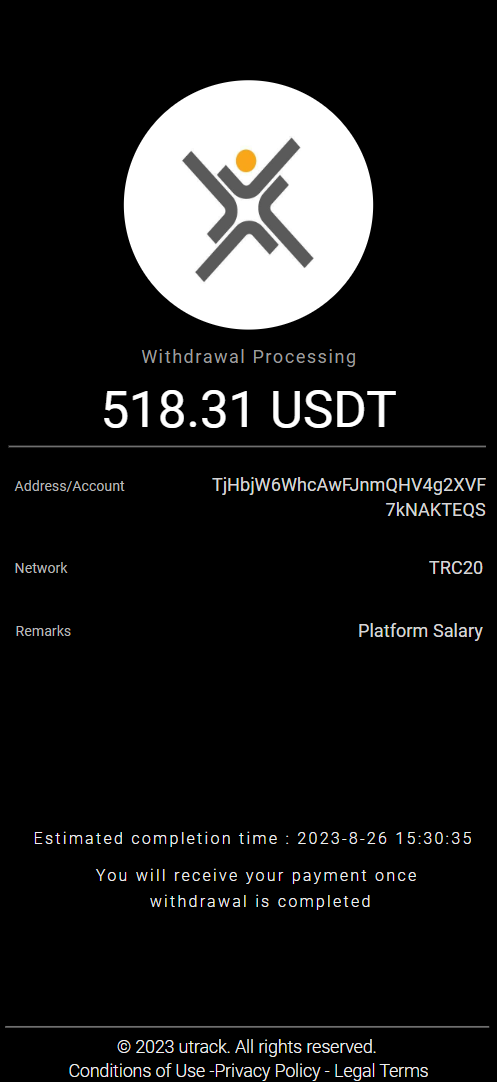 Withdrawal Processing
518.31 USDT
Address/Account
TjHbjW6WhcAwFJnmQHV4g2XVF
7kNAKTEQS
Network
TRC20
Remarks
Platform Salary
Estimated completion time : 2023-8-26 15:30:35
You will receive your payment once
withdrawal is completed
© 2023 utrack. All rights reserved.
Conditions of Use -Privacy Policy - Legal Terms